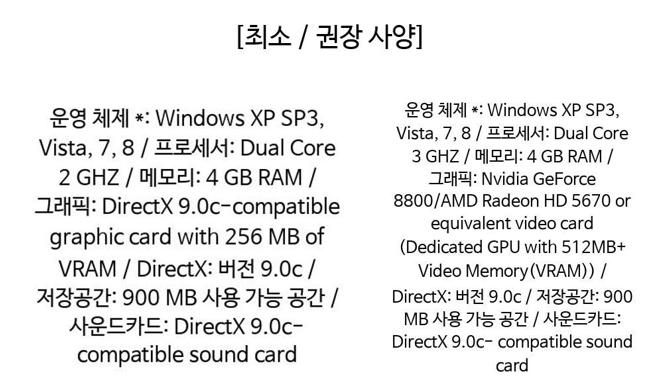 [최소 / 권장 사양]
운영 체제 *: Windows XP SP3,
Vista, 7, 8 / 프로세서: Dual Core
2 GHZ / 메모리: 4 GB RAM /
그래픽: DirectX 9.0c-compatible
graphic card with 256 MB of
VRAM / DirectX: 버전 9.0c /
저장공간: 900 MB 사용 가능 공간 /
사운드카드: DirectX 9.0c-
compatible sound card
운영 체제 *: Windows XP SP3,
Vista, 7, 8 / 프로세서: Dual Core
3 GHZ / 메모리: 4 GB RAM /
그래픽: Nvidia GeForce
8800/AMD Radeon HD 5670 or
equivalent video card
(Dedicated GPU with 512MB+
Video Memory(VRAM)) /
DirectX: 버전 9.0c / 저장공간: 900
MB 사용 가능 공간 / 사운드카드:
DirectX 9.0c- compatible sound
card